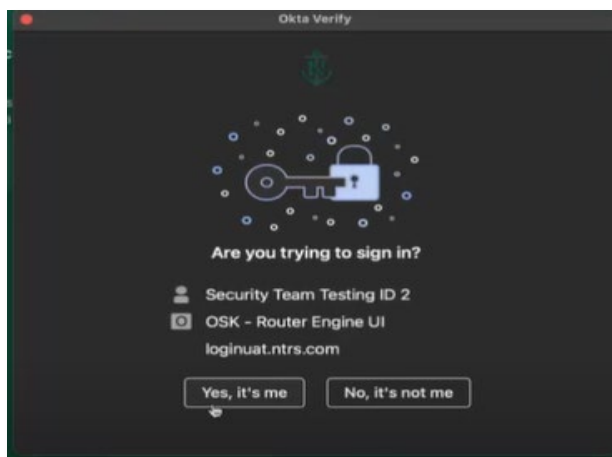 Okta Verify
Are you trying to sign in?
Security Team Testing ID 2
OSK - Router Engine UI
loginuat.ntrs.com
Yes, it's me
No, it's not me